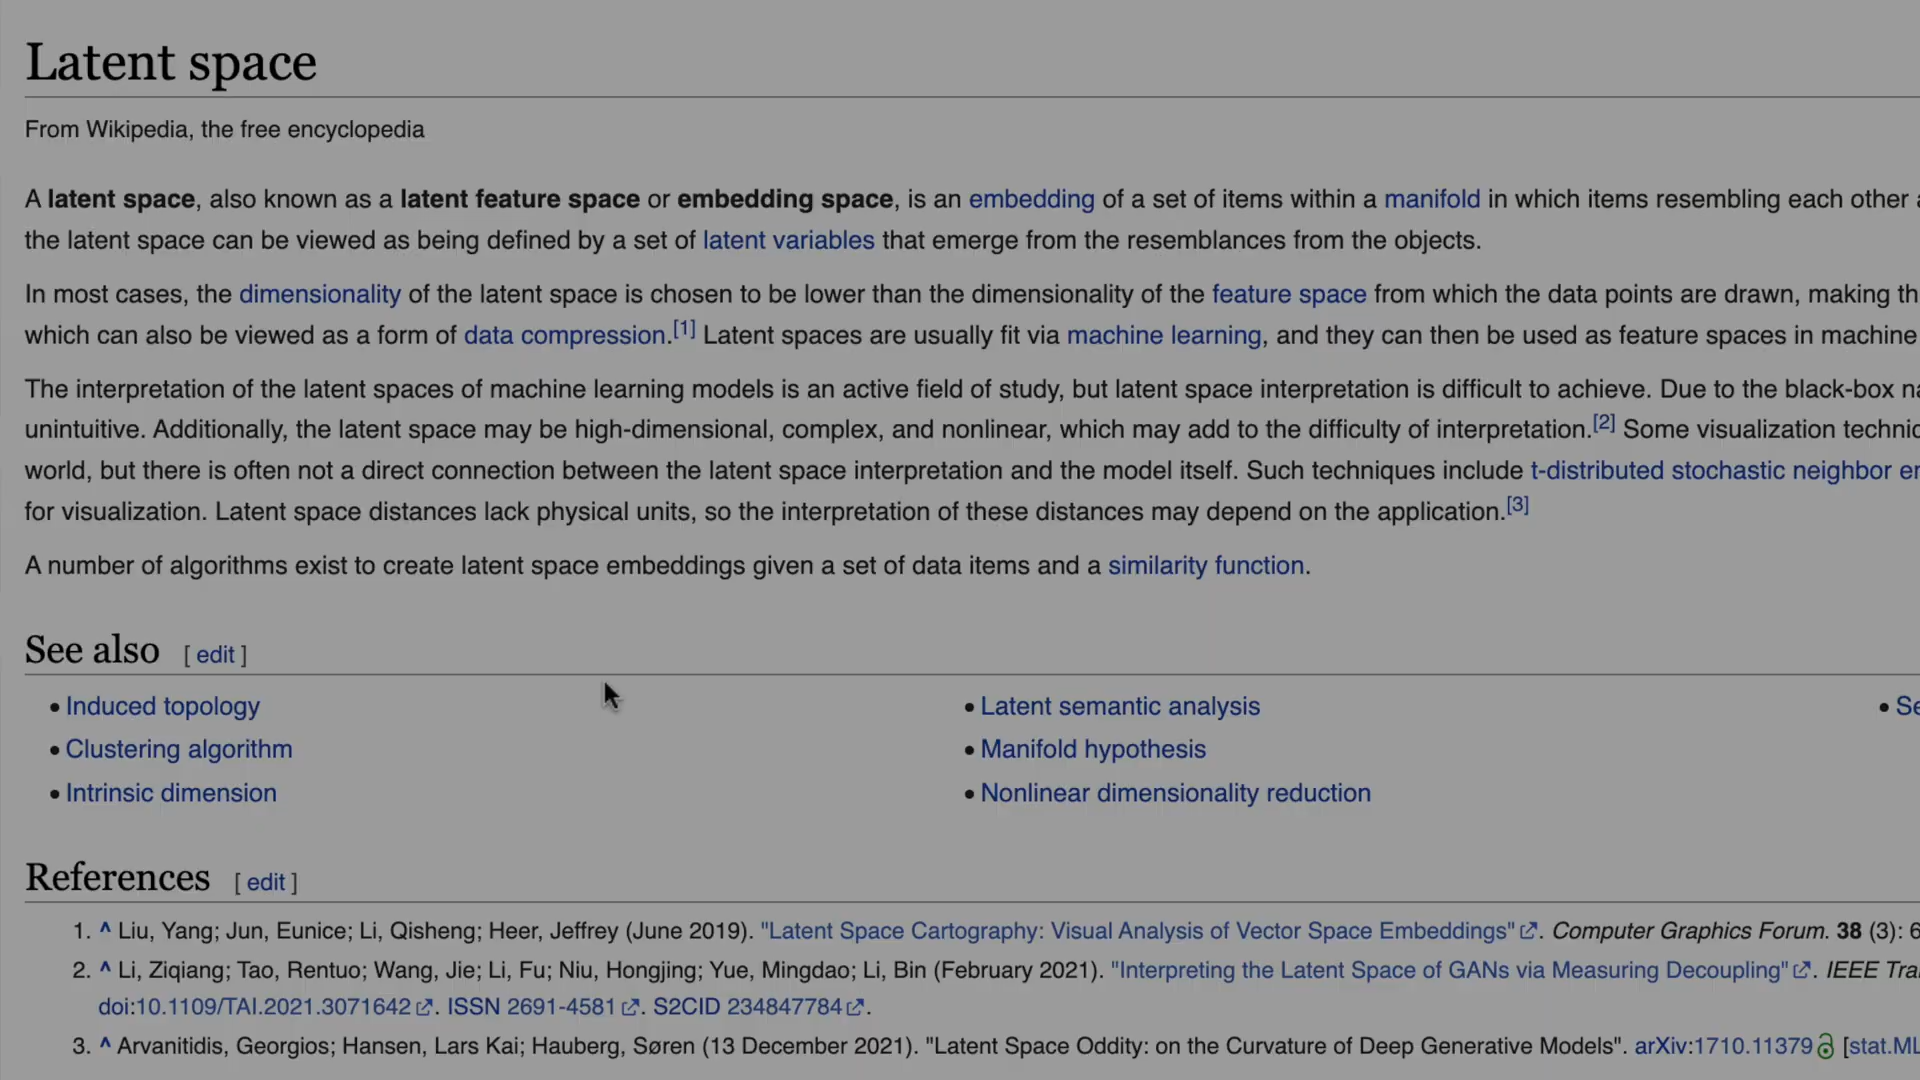 Latent space
From Wikipedia, the free encyclopedia
A latent space, also known as a latent feature space or embedding space, is an embedding of a set of items within a manifold in which items resembling each other
the latent space can be viewed as being defined by a set of latent variables that emerge from the resemblances from the objects.
In most cases, the dimensionality of the latent space is chosen to be lower than the dimensionality of the feature space from which the data points are drawn, making
which can also be viewed as a form of data compression.[1] Latent spaces are usually fit via machine learning, and they can then be used as feature spaces in machine
The interpretation of the latent spaces of machine learning models is an active field of study, but latent space interpretation is difficult to achieve. Due to the black-box
unintuitive. Additionally, the latent space may be high-dimensional, complex, and nonlinear, which may add to the difficulty of interpretation.[2] Some visualization
world, but there is often not a direct connection between the latent space interpretation and the model itself. Such techniques include t-distributed stochastic neighbor
for visualization. Latent space distances lack physical units, so the interpretation of these distances may depend on the application.[3]
A number of algorithms exist to create latent space embeddings given a set of data items and a similarity function.
See also [ edit ]
• Induced topology
• Clustering algorithm
• Intrinsic dimension
• Latent semantic analysis
• Manifold hypothesis
• Nonlinear dimensionality reduction
• Se
References [ edit ]
1. ^ Liu, Yang; Jun, Eunice; Li, Qisheng; Heer, Jeffrey (June 2019). "Latent Space Cartography: Visual Analysis of Vector Space Embeddings". Computer Graphics Forum. 38 (3): 6
2. ^ Li, Ziqiang; Tao, Rentuo; Wang, Jie; Li, Fu; Niu, Hongjing; Yue, Mingdao; Li, Bin (February 2021). "Interpreting the Latent Space of GANs via Measuring Decoupling". IEEE Tra
doi:10.1109/TAI.2021.3071642. ISSN 2691-4581. S2CID 234847784.
3. ^ Arvanitidis, Georgios; Hansen, Lars Kai; Hauberg, Søren (13 December 2021). "Latent Space Oddity: on the Curvature of Deep Generative Models". arXiv:1710.11379 [stat.ML